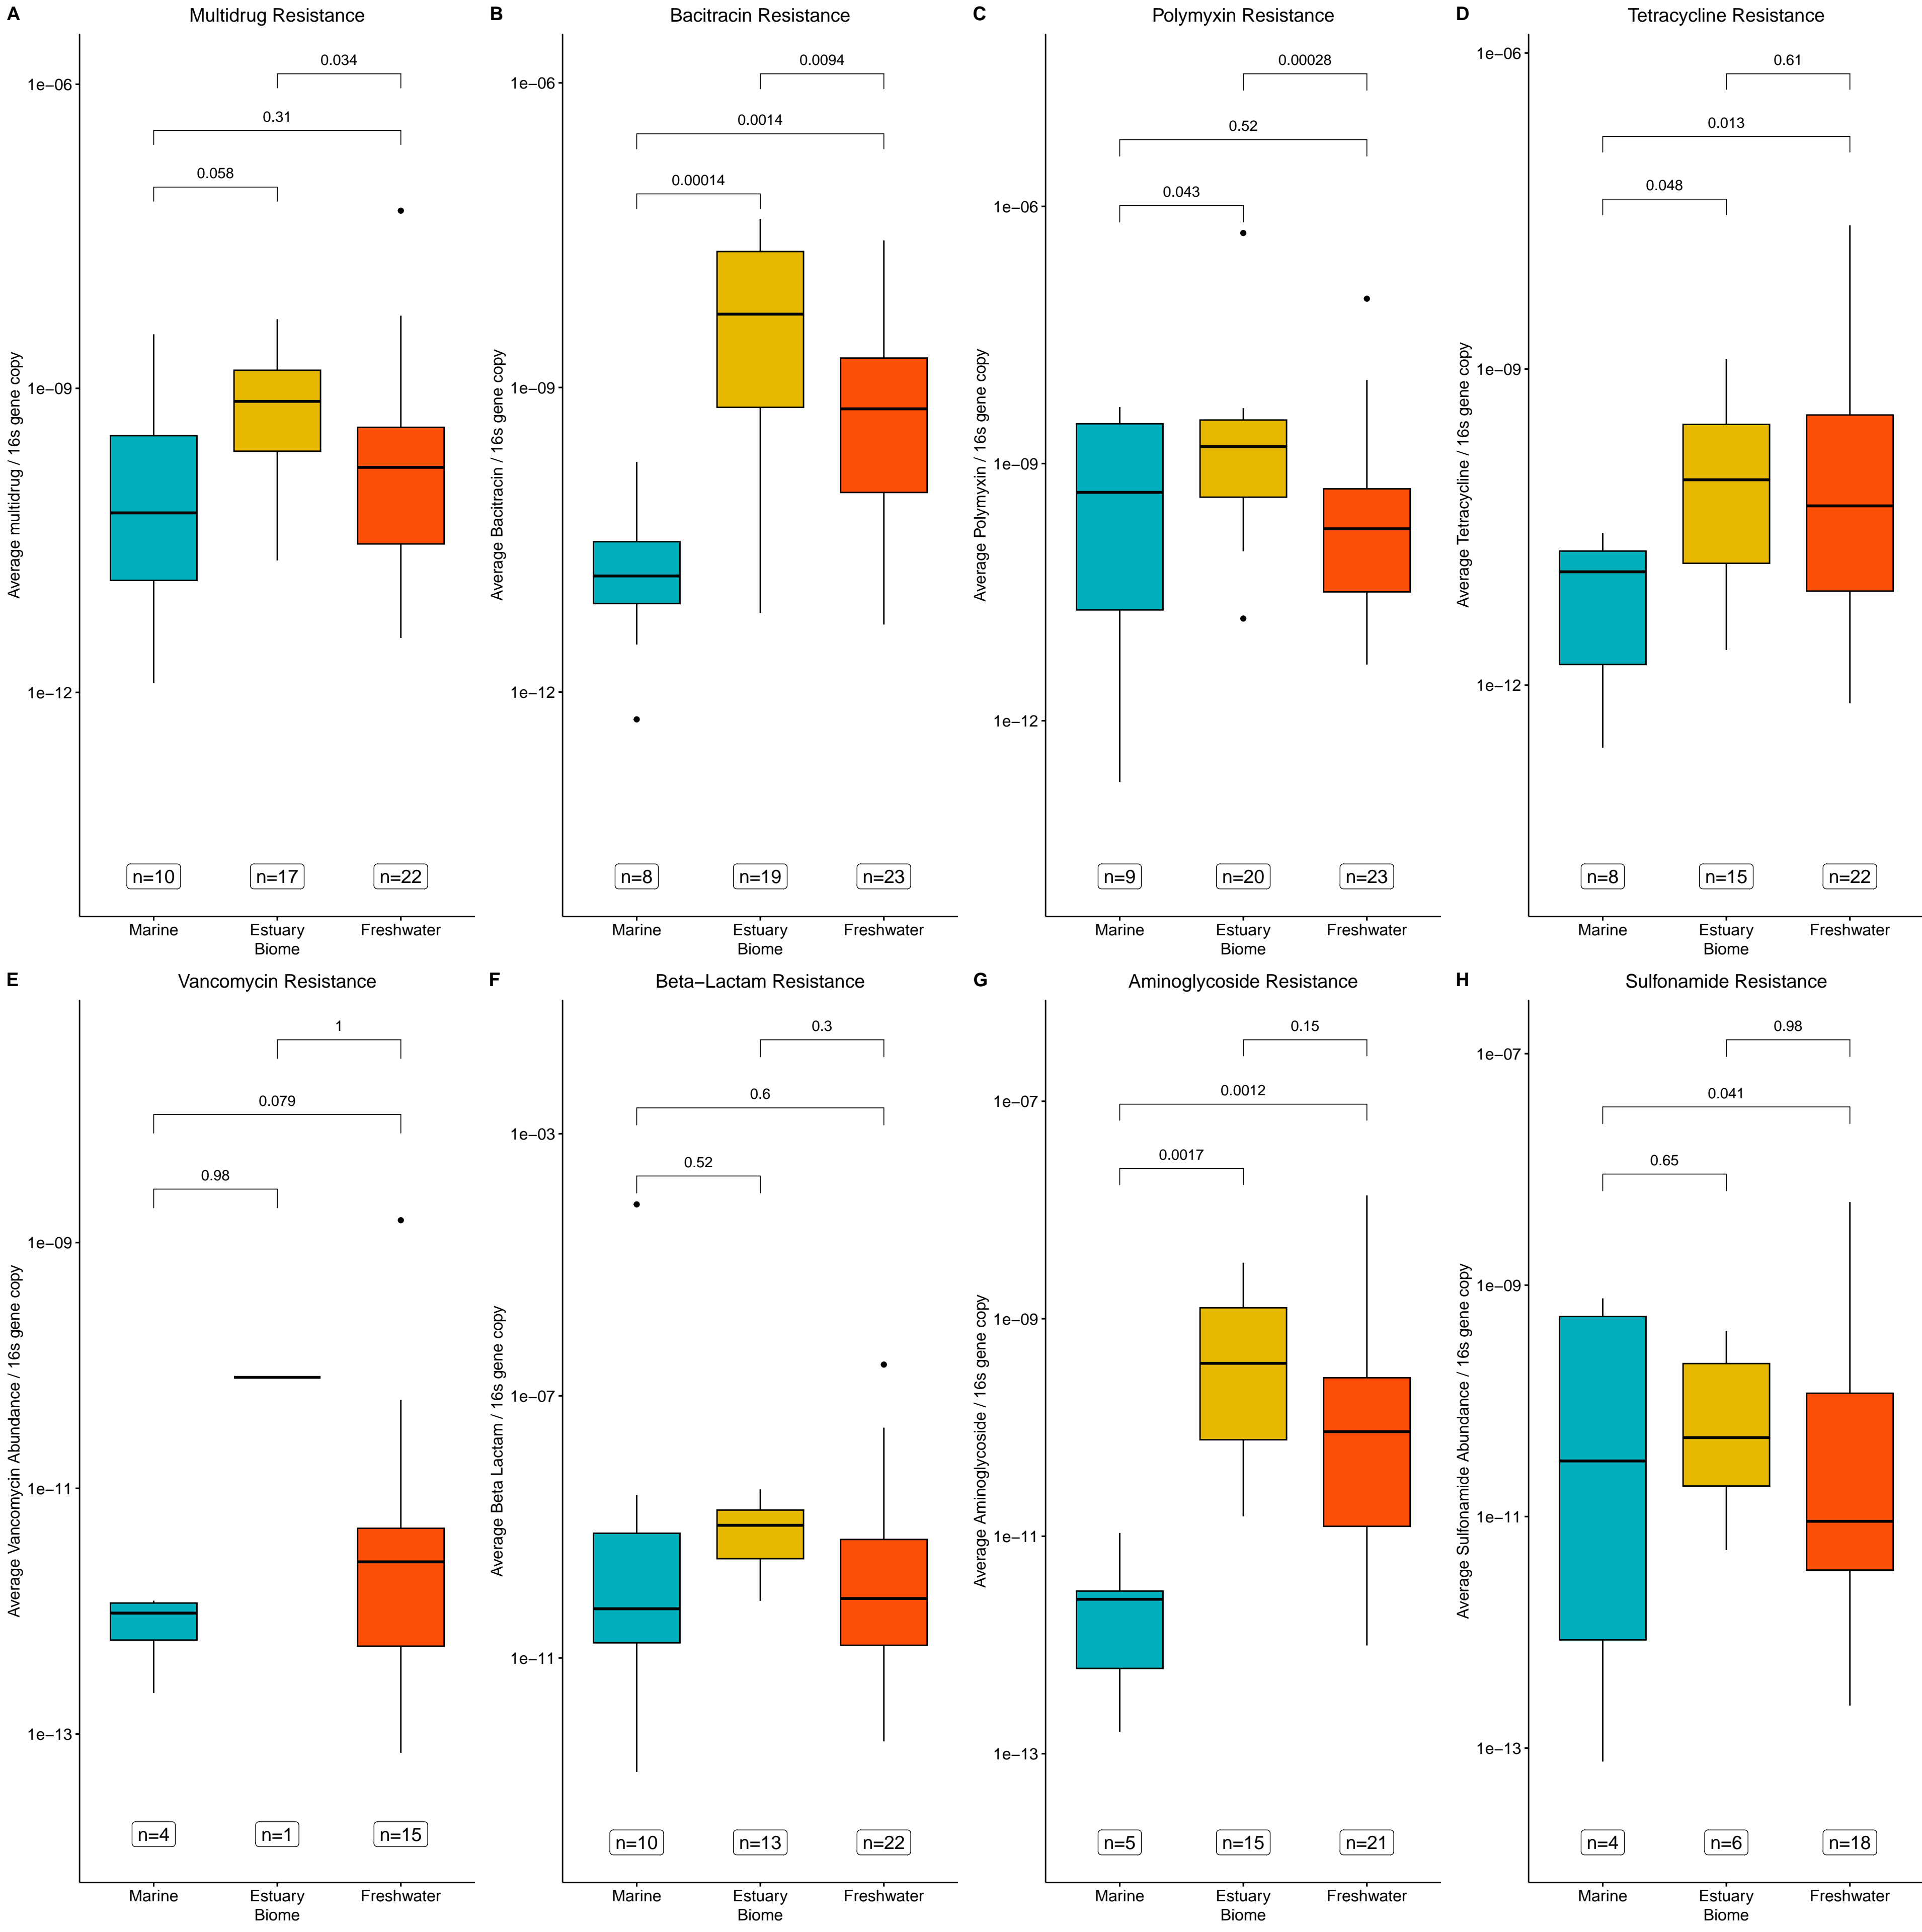 A
Multidrug Resistance
Average multidrug / 16s gene copy
1e−06
1e−09
1e−12
0.034
0.31
0.058
n=10
n=17
n=22
Marine
Estuary
Freshwater
Biome
B
Bacitracin Resistance
Average Bacitracin / 16s gene copy
1e−06
1e−09
1e−12
0.0094
0.0014
0.00014
n=8
n=19
n=23
Marine
Estuary
Freshwater
Biome
C
Polymyxin Resistance
Average Polymyxin / 16s gene copy
1e−06
1e−09
1e−12
0.00028
0.52
0.043
n=9
n=20
n=23
Marine
Estuary
Freshwater
Biome
D
Tetracycline Resistance
Average Tetracycline / 16s gene copy
1e−06
1e−09
1e−12
0.61
0.013
0.048
n=8
n=15
n=22
Marine
Estuary
Freshwater
Biome
E
Vancomycin Resistance
Average Vancomycin Abundance / 16s gene copy
1e−09
1e−11
1e−13
1
0.079
0.98
n=4
n=1
n=15
Marine
Estuary
Freshwater
Biome
F
Beta−Lactam Resistance
Average Beta Lactam / 16s gene copy
1e−03
1e−07
1e−11
0.3
0.6
0.52
n=10
n=13
n=22
Marine
Estuary
Freshwater
Biome
G
Aminoglycoside Resistance
Average Aminoglycoside / 16s gene copy
1e−07
1e−09
1e−11
1e−13
0.15
0.0012
0.0017
n=5
n=15
n=21
Marine
Estuary
Freshwater
Biome
H
Sulfonamide Resistance
Average Sulfonamide Abundance / 16s gene copy
1e−07
1e−09
1e−11
1e−13
0.98
0.041
0.65
n=4
n=6
n=18
Marine
Estuary
Freshwater
Biome